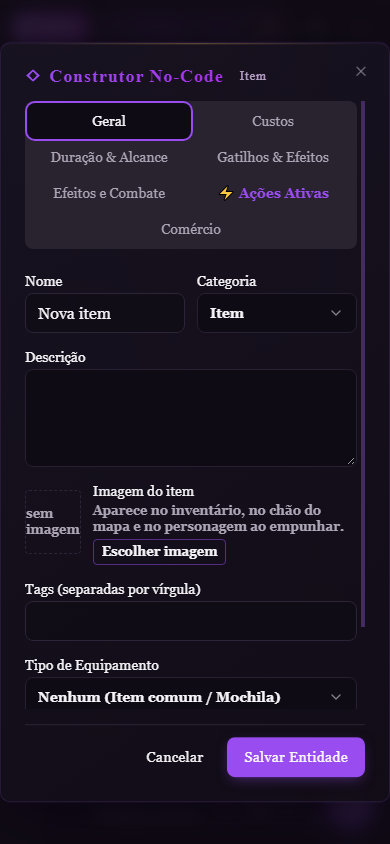 Construtor No-Code Item
Geral Custos
Duração & Alcance Gatilhos & Efeitos
Efeitos e Combate ⚡ Ações Ativas
Comércio
Nome Categoria
Nova item Item
Descrição
sem imagem
Imagem do item
Aparece no inventário, no chão do
mapa e no personagem ao empunhar.
Escolher imagem
Tags (separadas por vírgula)
Tipo de Equipamento
Nenhum (Item comum / Mochila)
Cancelar Salvar Entidade